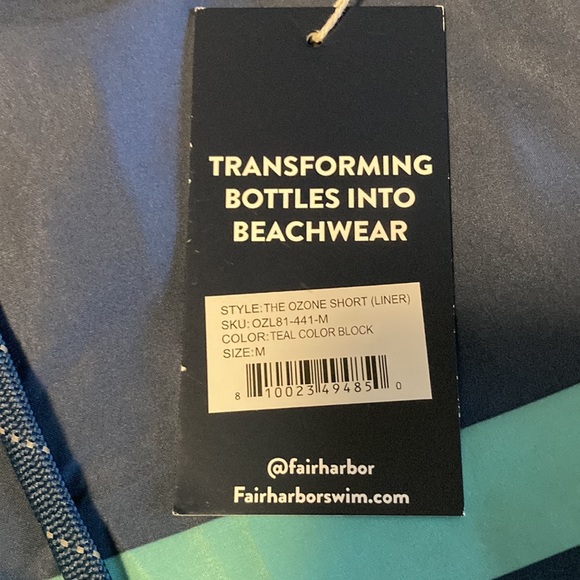 TRANSFORMING
BOTTLES INTO
BEACHWEAR
STYLE:THE OZONE SHORT (LINER)
SKU: OZL81-441-M
COLOR: TEAL COLOR BLOCK
SIZE: M
8 10023 49485 0
@fairharbor
Fairharborswim.com